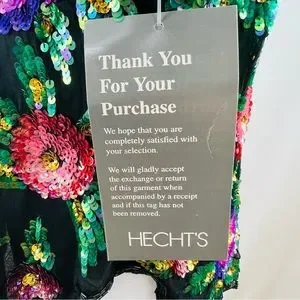 Thank You
For Your
Purchase
We hope that you are
completely satisfied with
your selection.
We will gladly accept
the exchange or return
of this garment when
accompanied by a receipt
and if this tag has not
been removed.
HECHT'S